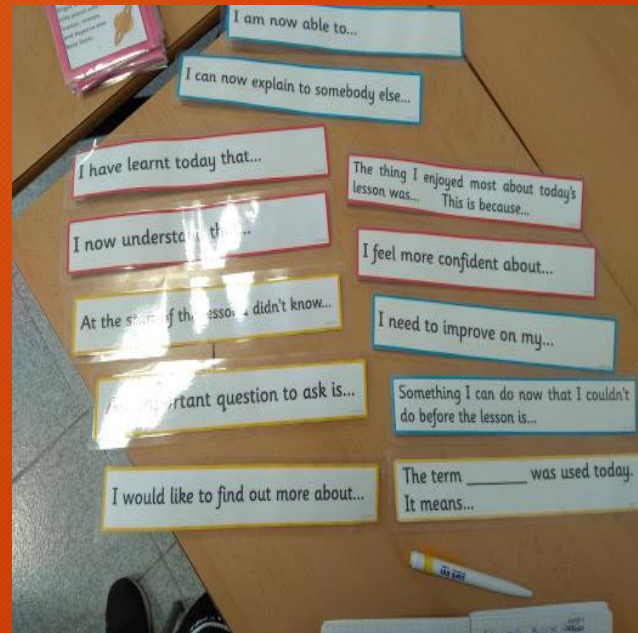 I am now able to...
I can now explain to somebody else...
I have learnt today that...
I now understand that...
At the start of the lesson I didn't know...
An important question to ask is...
I would like to find out more about...
The thing I enjoyed most about today's
lesson was... This is because...
I feel more confident about...
I need to improve on my...
Something I can do now that I couldn't
do before the lesson is...
The term ________ was used today.
It means...